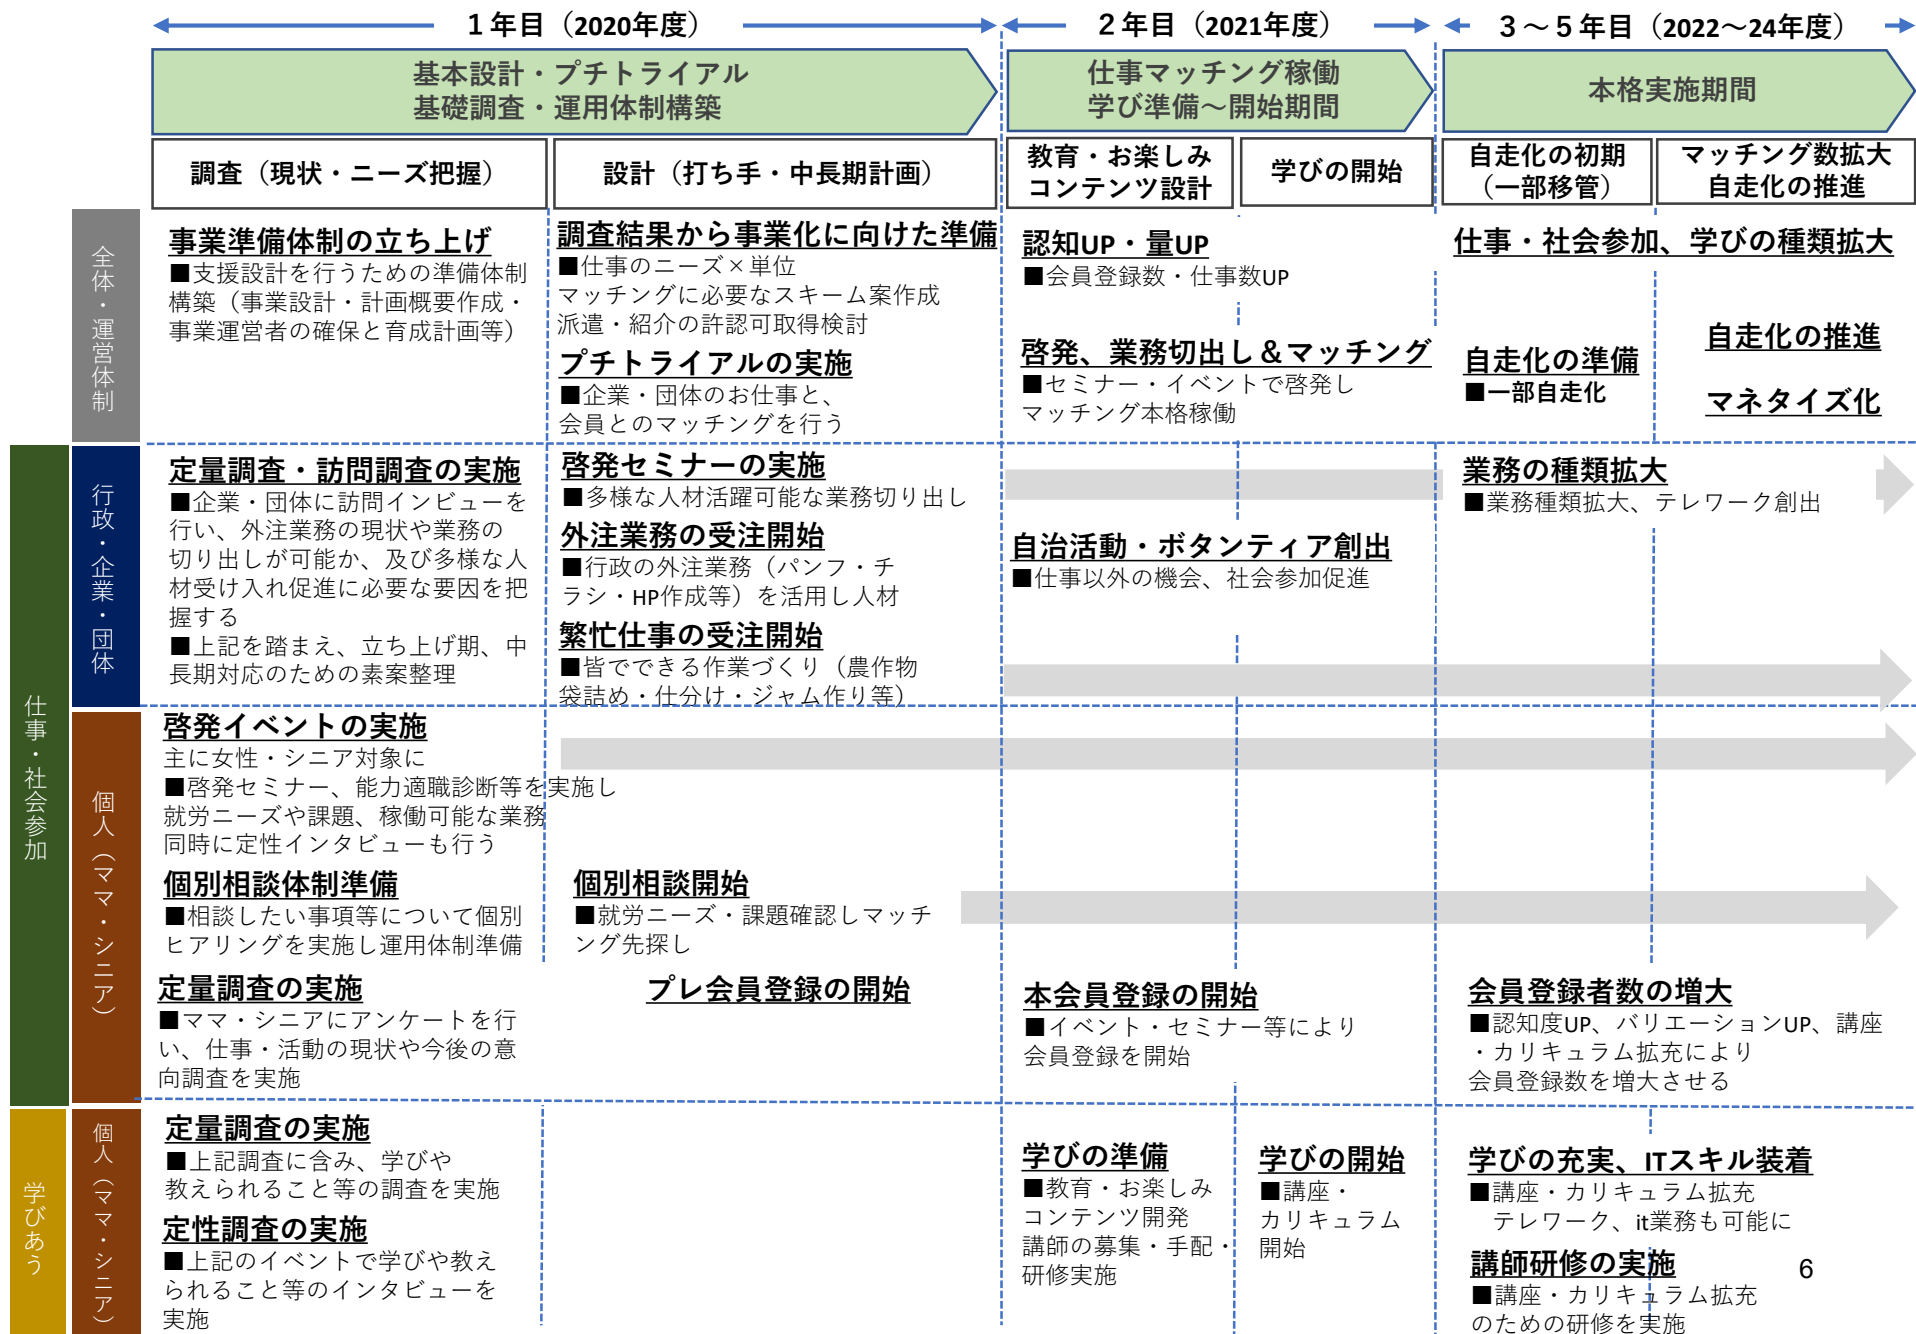 １年目（2020年度）
２年目（2021年度）
３～５年目（2022～24年度）
基本設計・プチトライアル
基礎調査・運用体制構築
仕事マッチング稼働
学び準備～開始期間
本格実施期間
調査（現状・ニーズ把握）
設計（打ち手・中長期計画）
教育・お楽しみ
コンテンツ設計
学びの開始
自走化の初期
（一部移管）
マッチング数拡大
自走化の推進
全体・運営体制
事業準備体制の立ち上げ
■支援設計を行うための準備体制
構築（事業設計・計画概要作成・
事業運営者の確保と育成計画等）
調査結果から事業化に向けた準備
■仕事のニーズ×単位
マッチングに必要なスキーム案作成
派遣・紹介の許認可取得検討
プチトライアルの実施
■企業・団体のお仕事と、
会員とのマッチングを行う
認知UP・量UP
■会員登録数・仕事数UP
啓発、業務切出し＆マッチング
■セミナー・イベントで啓発し
マッチング本格稼働
仕事・社会参加、学びの種類拡大
自走化の準備
■一部自走化
自走化の推進
マネタイズ化
仕事・社会参加
行政・企業・団体
定量調査・訪問調査の実施
■企業・団体に訪問インビューを
行い、外注業務の現状や業務の
切り出しが可能か、及び多様な人
材受け入れ促進に必要な要因を把
握する
■上記を踏まえ、立ち上げ期、中
長期対応のための素案整理
啓発セミナーの実施
■多様な人材活躍可能な業務切り出し
外注業務の受注開始
■行政の外注業務（パンフ・チ
ラシ・HP作成等）を活用し人材
繁忙仕事の受注開始
■皆でできる作業づくり（農作物
袋詰め・仕分け・ジャム作り等）
自治活動・ボタンティア創出
■仕事以外の機会、社会参加促進
業務の種類拡大
■業務種類拡大、テレワーク創出
個人（ママ・シニア）
啓発イベントの実施
主に女性・シニア対象に
■啓発セミナー、能力適職診断等を実施し
就労ニーズや課題、稼働可能な業務
同時に定性インタビューも行う
個別相談体制準備
■相談したい事項等について個別
ヒアリングを実施し運用体制準備
定量調査の実施
■ママ・シニアにアンケートを行
い、仕事・活動の現状や今後の意
向調査を実施
個別相談開始
■就労ニーズ・課題確認しマッチ
ング先探し
プレ会員登録の開始
本会員登録の開始
■イベント・セミナー等により
会員登録を開始
会員登録者数の増大
■認知度UP、バリエーションUP、講座
・カリキュラム拡充により
会員登録数を増大させる
学びあう
個人（ママ・シニア）
定量調査の実施
■上記調査に含み、学びや
教えられること等の調査を実施
定性調査の実施
■上記のイベントで学びや教え
られること等のインタビューを
実施
学びの準備
■教育・お楽しみ
コンテンツ開発
講師の募集・手配・
研修実施
学びの開始
■講座・
カリキュラム
開始
学びの充実、ITスキル装着
■講座・カリキュラム拡充
テレワーク、it業務も可能に
講師研修の実施
■講座・カリキュラム拡充
のための研修を実施
6